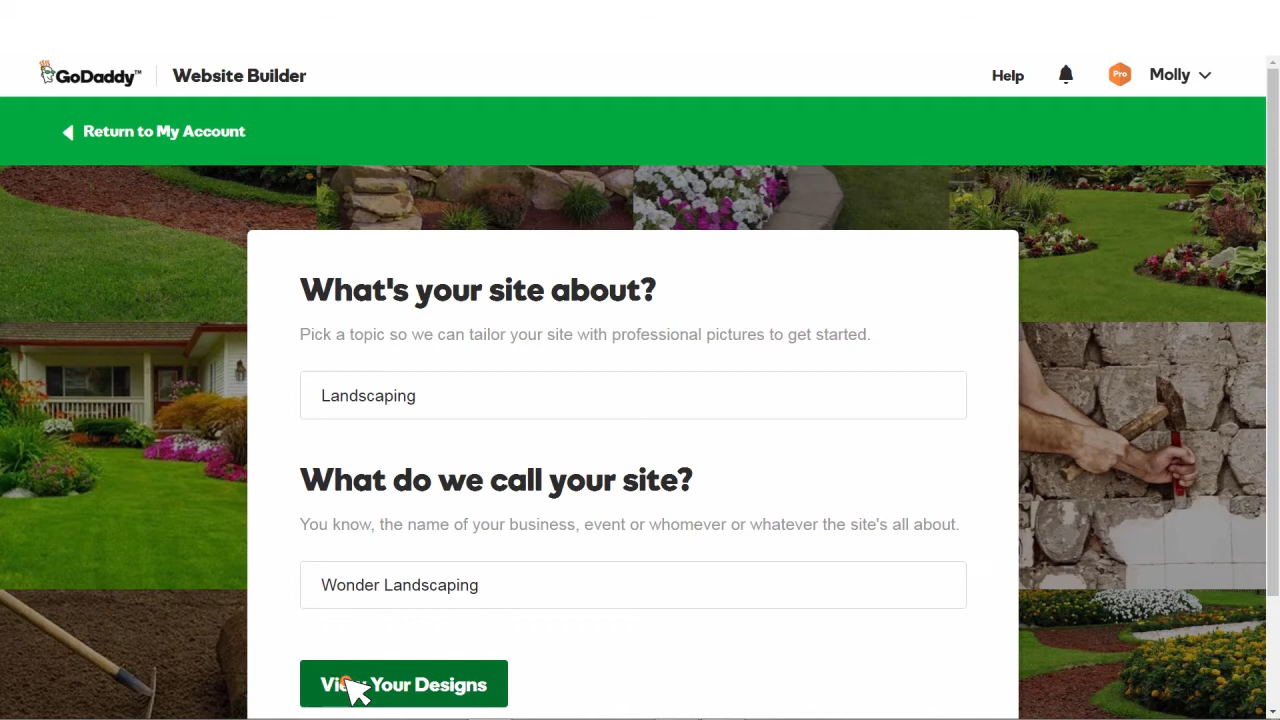 GoDaddy™ Website Builder Help Pro Molly
Return to My Account
What's your site about?
Pick a topic so we can tailor your site with professional pictures to get started.
Landscaping
What do we call your site?
You know, the name of your business, event or whomever or whatever the site's all about.
Wonder Landscaping
View Your Designs